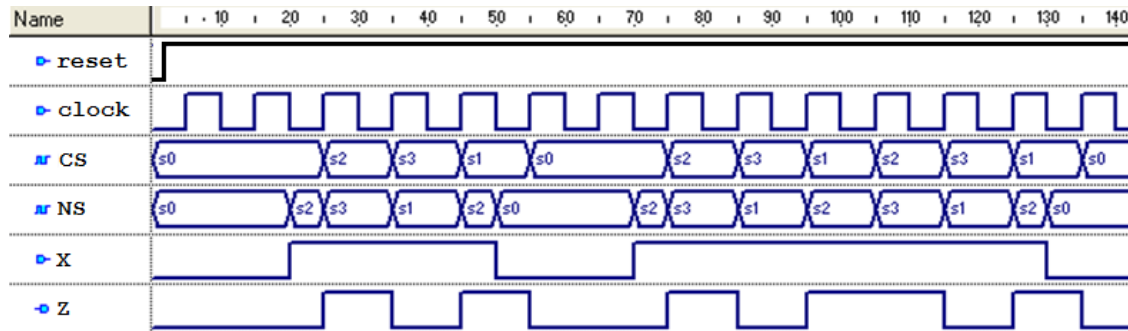 Name 10 20 30 40 50 60 70 80 90 100 110 120 130 140
reset
clock
CS s0 s2 s3 s1 s0 s2 s3 s1 s2 s3 s1 s0
NS s0 s2 s3 s1 s2 s0 s2 s3 s1 s2 s3 s1 s2 s0
X
Z